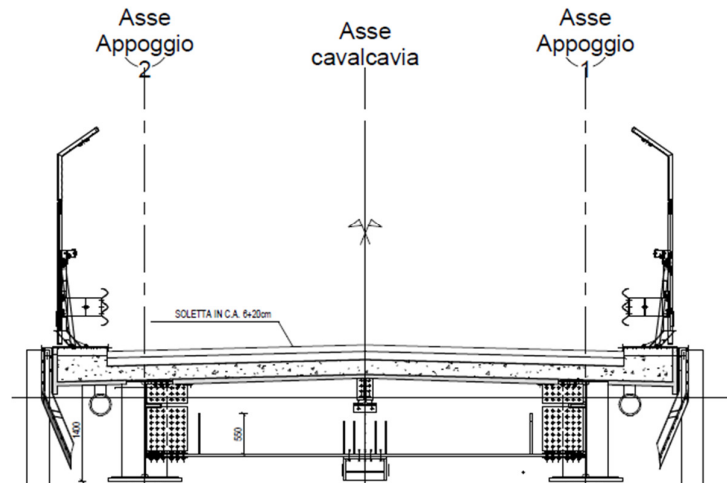 Asse
Appoggio
2
Asse
cavalcavia
Asse
Appoggio
1
SOLETTA IN C.A. 6+20cm
1400
550